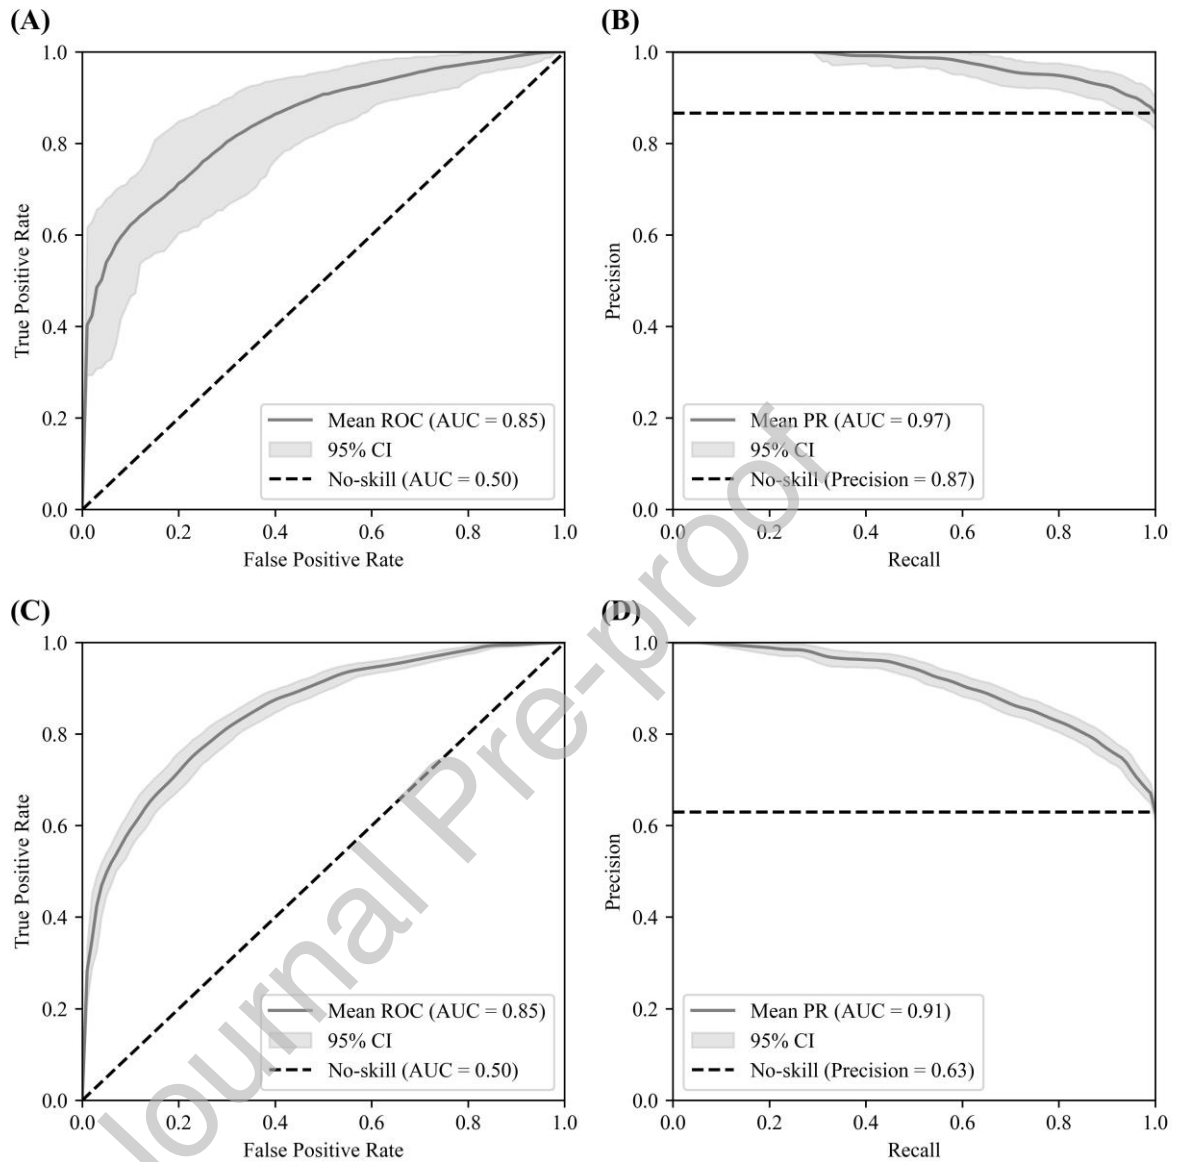 (A)
1.0
0.8
0.6
0.4
0.2
0.0
True Positive Rate
Mean ROC (AUC = 0.85)
95% CI
No-skill (AUC = 0.50)
0.0 0.2 0.4 0.6 0.8 1.0
False Positive Rate
(B)
1.0
0.8
0.6
0.4
0.2
0.0
Precision
Mean PR (AUC = 0.97)
95% CI
No-skill (Precision = 0.87)
0.0 0.2 0.4 0.6 0.8 1.0
Recall
(C)
1.0
0.8
0.6
0.4
0.2
0.0
True Positive Rate
Mean ROC (AUC = 0.85)
95% CI
No-skill (AUC = 0.50)
0.0 0.2 0.4 0.6 0.8 1.0
False Positive Rate
(D)
1.0
0.8
0.6
0.4
0.2
0.0
Precision
Mean PR (AUC = 0.91)
95% CI
No-skill (Precision = 0.63)
0.0 0.2 0.4 0.6 0.8 1.0
Recall
Journal Pre-proof